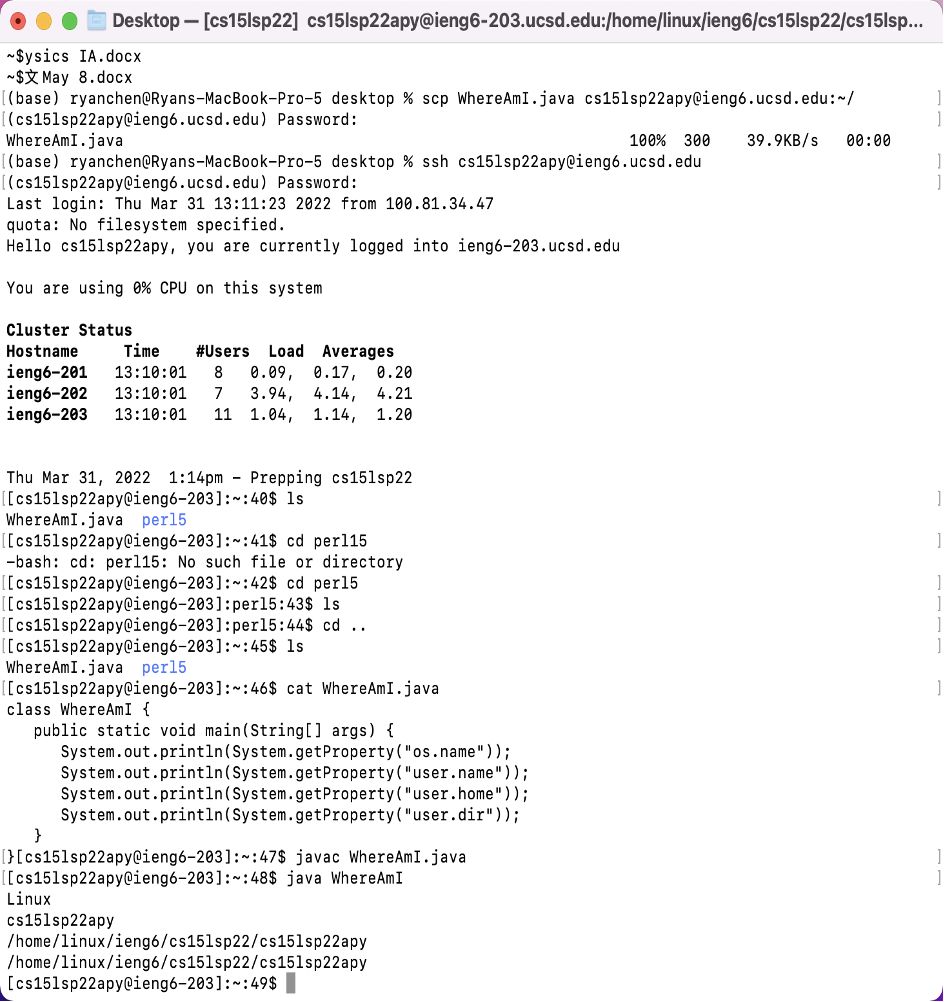 Desktop — [cs15lsp22] cs15lsp22apy@ieng6-203.ucsd.edu:/home/linux/ieng6/cs15lsp22/cs15lsp...
~$ysics IA.docx
~$文May 8.docx
[(base) ryanchen@Ryans-MacBook-Pro-5 desktop % scp WhereAmI.java cs15lsp22apy@ieng6.ucsd.edu:~/ ]
[(cs15lsp22apy@ieng6.ucsd.edu) Password: ]
WhereAmI.java 100% 300 39.9KB/s 00:00
[(base) ryanchen@Ryans-MacBook-Pro-5 desktop % ssh cs15lsp22apy@ieng6.ucsd.edu ]
[(cs15lsp22apy@ieng6.ucsd.edu) Password: ]
Last login: Thu Mar 31 13:11:23 2022 from 100.81.34.47
quota: No filesystem specified.
Hello cs15lsp22apy, you are currently logged into ieng6-203.ucsd.edu
You are using 0% CPU on this system
Cluster Status
Hostname Time #Users Load Averages
ieng6-201 13:10:01 8 0.09, 0.17, 0.20
ieng6-202 13:10:01 7 3.94, 4.14, 4.21
ieng6-203 13:10:01 11 1.04, 1.14, 1.20
Thu Mar 31, 2022 1:14pm - Prepping cs15lsp22
[[cs15lsp22apy@ieng6-203]:~:40$ ls ]
WhereAmI.java perl5
[[cs15lsp22apy@ieng6-203]:~:41$ cd perl15 ]
-bash: cd: perl15: No such file or directory
[[cs15lsp22apy@ieng6-203]:~:42$ cd perl5 ]
[[cs15lsp22apy@ieng6-203]:perl5:43$ ls ]
[[cs15lsp22apy@ieng6-203]:perl5:44$ cd .. ]
[[cs15lsp22apy@ieng6-203]:~:45$ ls ]
WhereAmI.java perl5
[[cs15lsp22apy@ieng6-203]:~:46$ cat WhereAmI.java ]
class WhereAmI {
   public static void main(String[] args) {
      System.out.println(System.getProperty("os.name"));
      System.out.println(System.getProperty("user.name"));
      System.out.println(System.getProperty("user.home"));
      System.out.println(System.getProperty("user.dir"));
   }
[}[cs15lsp22apy@ieng6-203]:~:47$ javac WhereAmI.java ]
[[cs15lsp22apy@ieng6-203]:~:48$ java WhereAmI ]
Linux
cs15lsp22apy
/home/linux/ieng6/cs15lsp22/cs15lsp22apy
/home/linux/ieng6/cs15lsp22/cs15lsp22apy
[cs15lsp22apy@ieng6-203]:~:49$